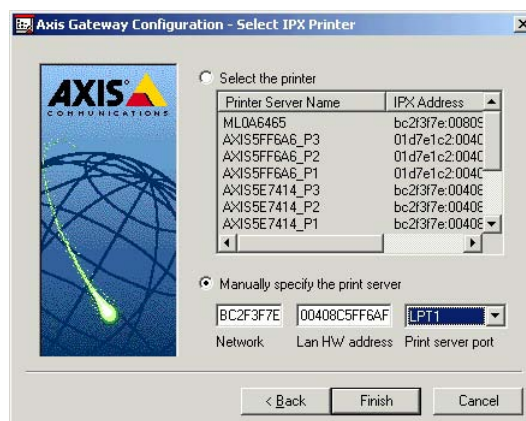 Axis Gateway Configuration - Select IPX Printer
AXIS
COMMUNICATIONS
Select the printer
Printer Server Name IPX Address
ML0A6465 bc2f3f7e:00809
AXIS5FF6A6_P3 01d7e1c2:0040
AXIS5FF6A6_P2 01d7e1c2:0040
AXIS5FF6A6_P1 01d7e1c2:0040
AXIS5E7414_P3 bc2f3f7e:00408
AXIS5E7414_P2 bc2f3f7e:00408
AXIS5E7414_P1 bc2f3f7e:00408
Manually specify the print server
BC2F3F7E 00408C5FF6AF LPT1
Network Lan HW address Print server port
< Back Finish Cancel